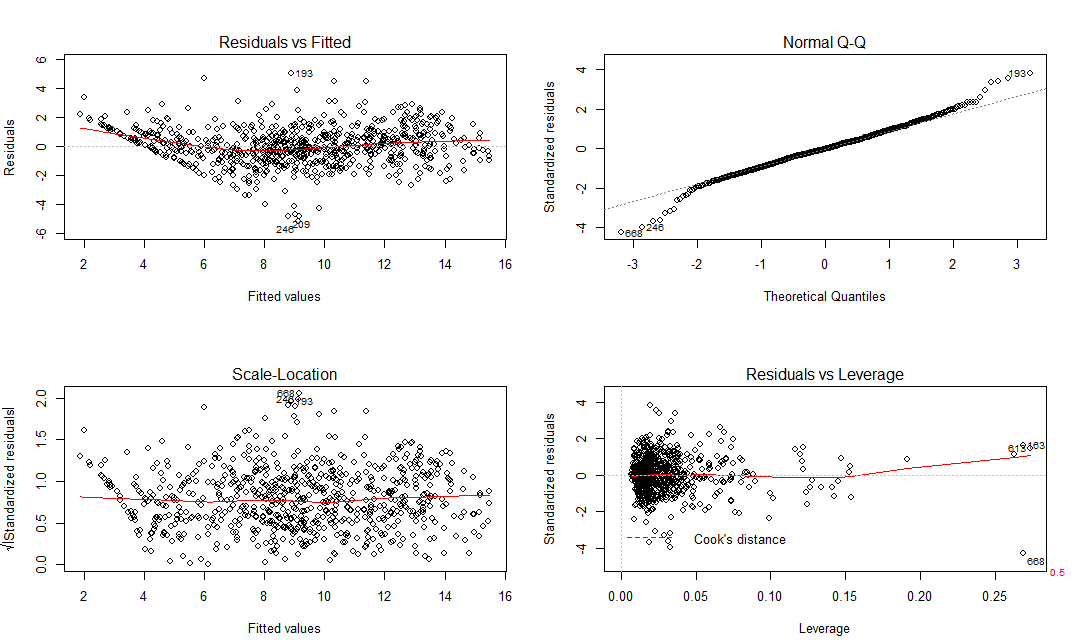 Residuals vs Fitted
Residuals
6
4
2
0
-2
-4
-6
193
246
209
2 4 6 8 10 12 14 16
Fitted values
Normal Q-Q
Standardized residuals
4
2
0
-2
-4
193
246
668
-3 -2 -1 0 1 2 3
Theoretical Quantiles
Scale-Location
√|Standardized residuals|
2.0
1.5
1.0
0.5
0.0
668
246
193
2 4 6 8 10 12 14 16
Fitted values
Residuals vs Leverage
Standardized residuals
4
2
0
-2
-4
163
613
Cook's distance
668
0.5
0.00 0.05 0.10 0.15 0.20 0.25
Leverage